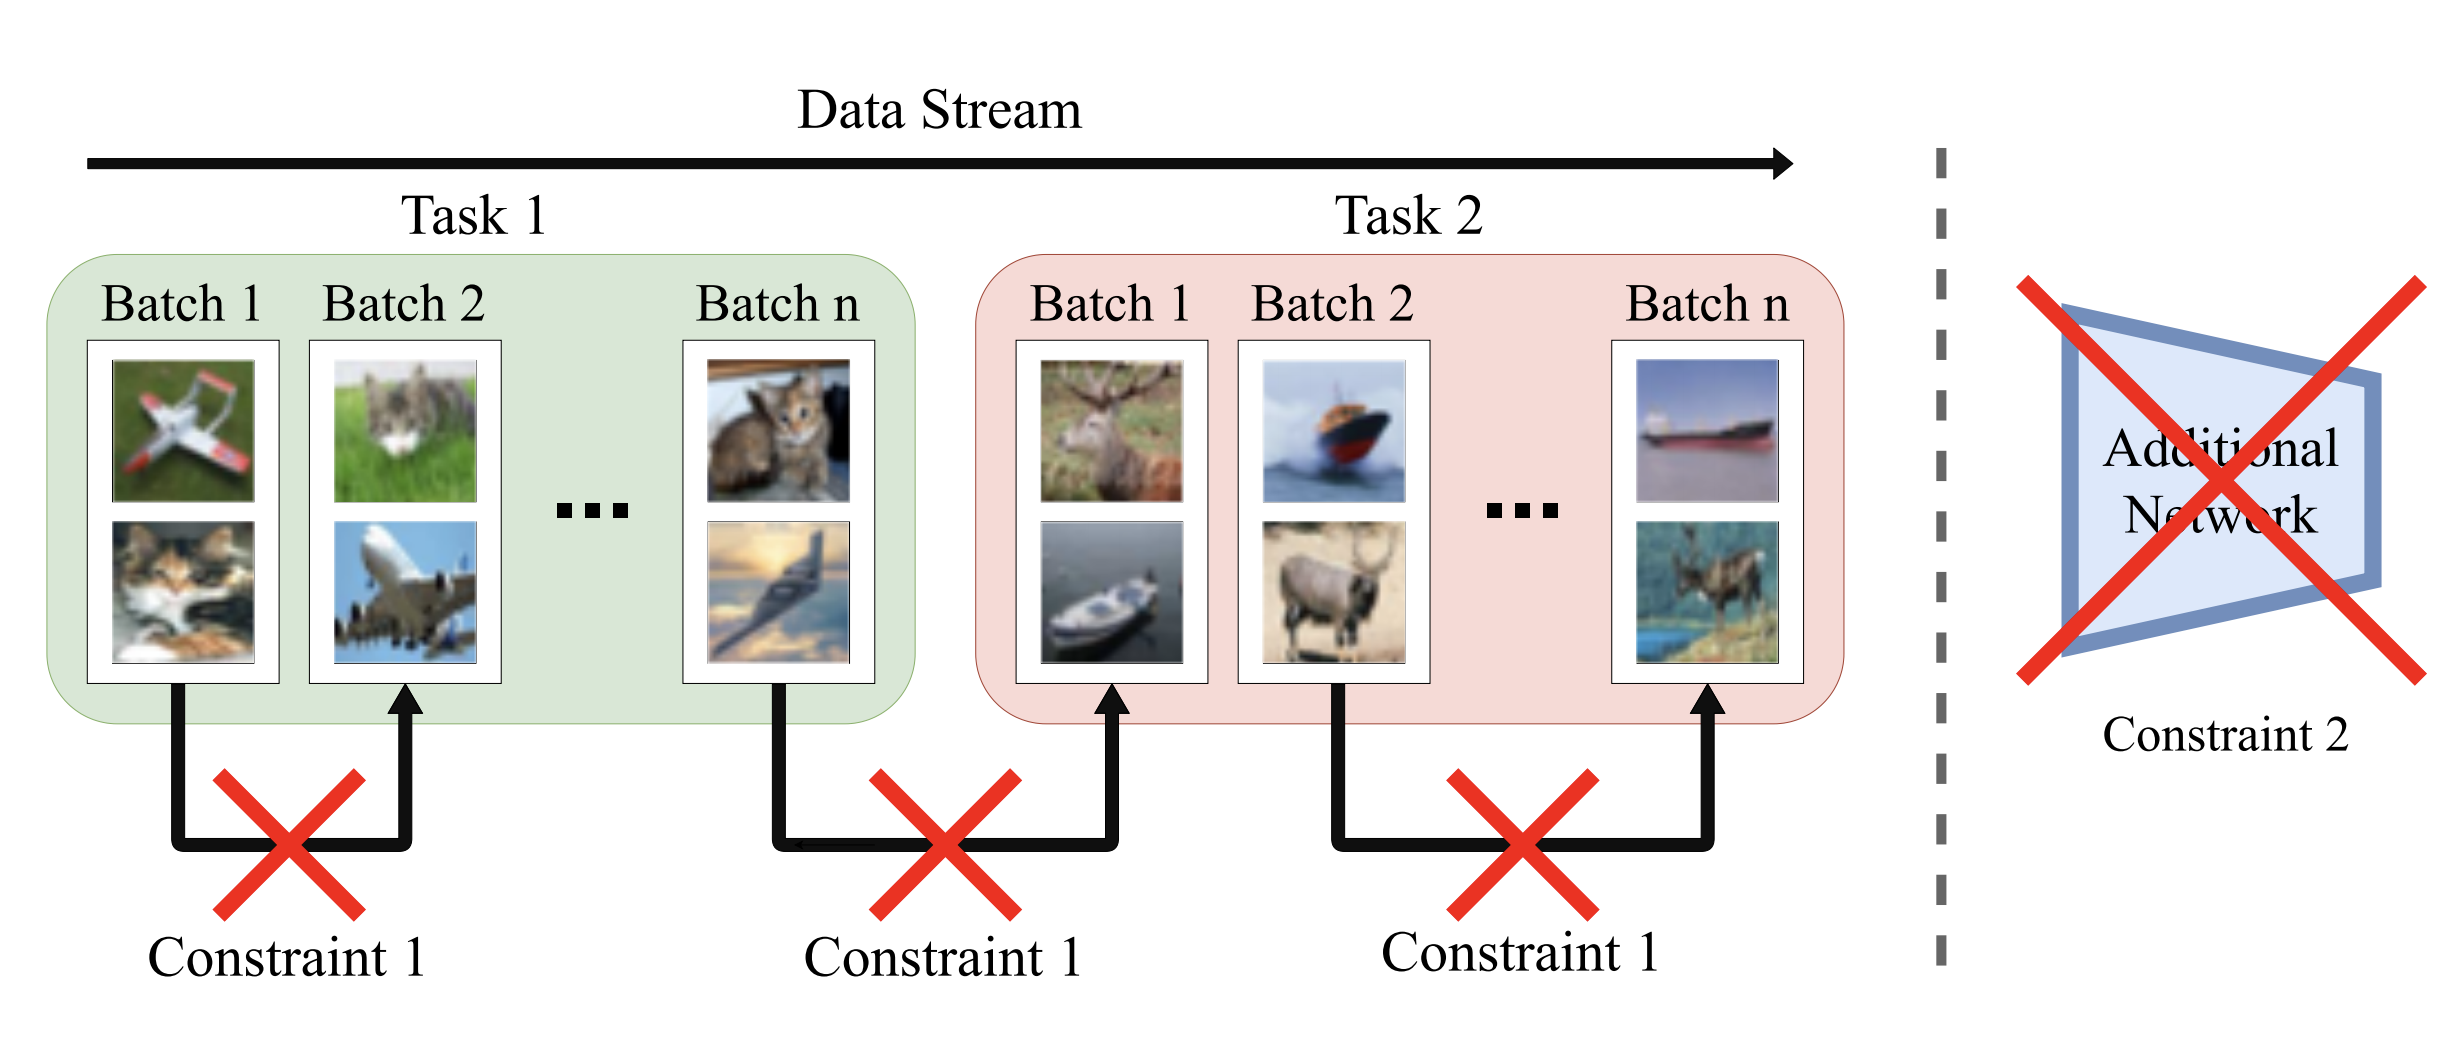 Data Stream
Task 1
Task 2
Batch 1
Batch 2
Batch n
Batch 1
Batch 2
Batch n
Constraint 1
Constraint 1
Constraint 1
Additional
Network
Constraint 2